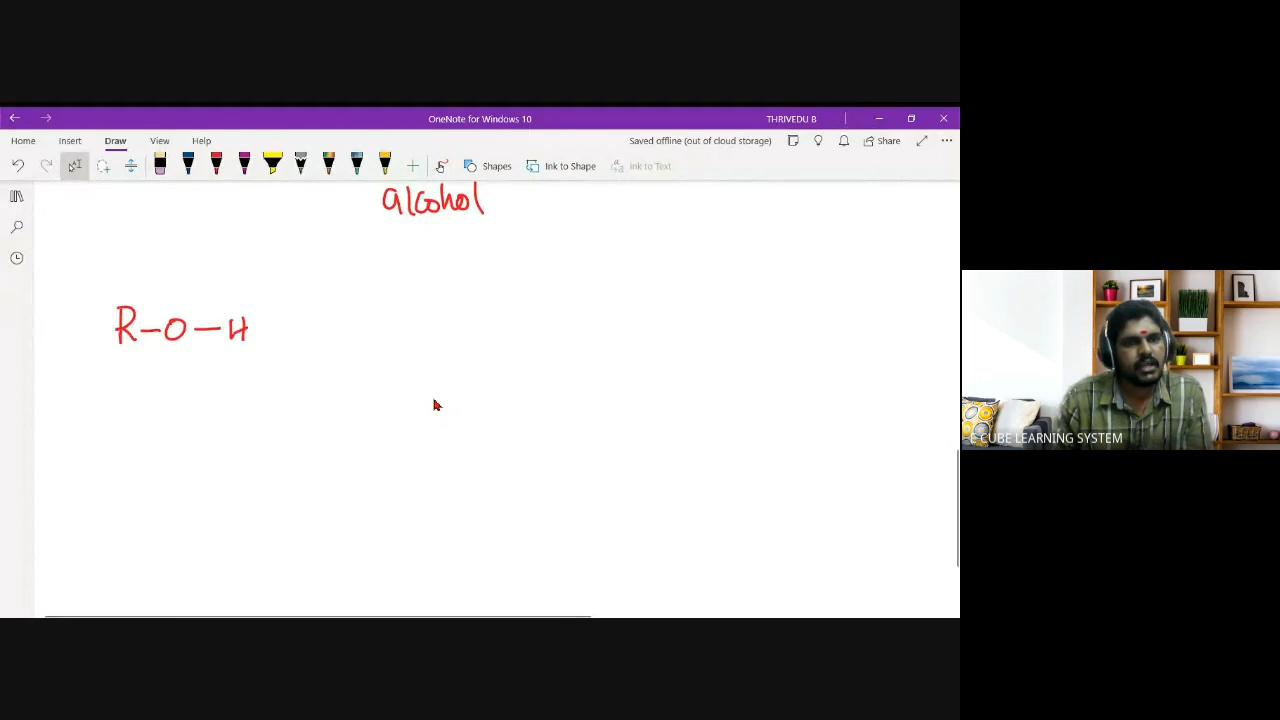 OneNote for Windows 10
THRIVEDU B
Home Insert Draw View Help
Saved offline (out of cloud storage)
Share
Shapes
Ink to Shape
Ink to Text
alcohol
R-O-H
CUBE LEARNING SYSTEM